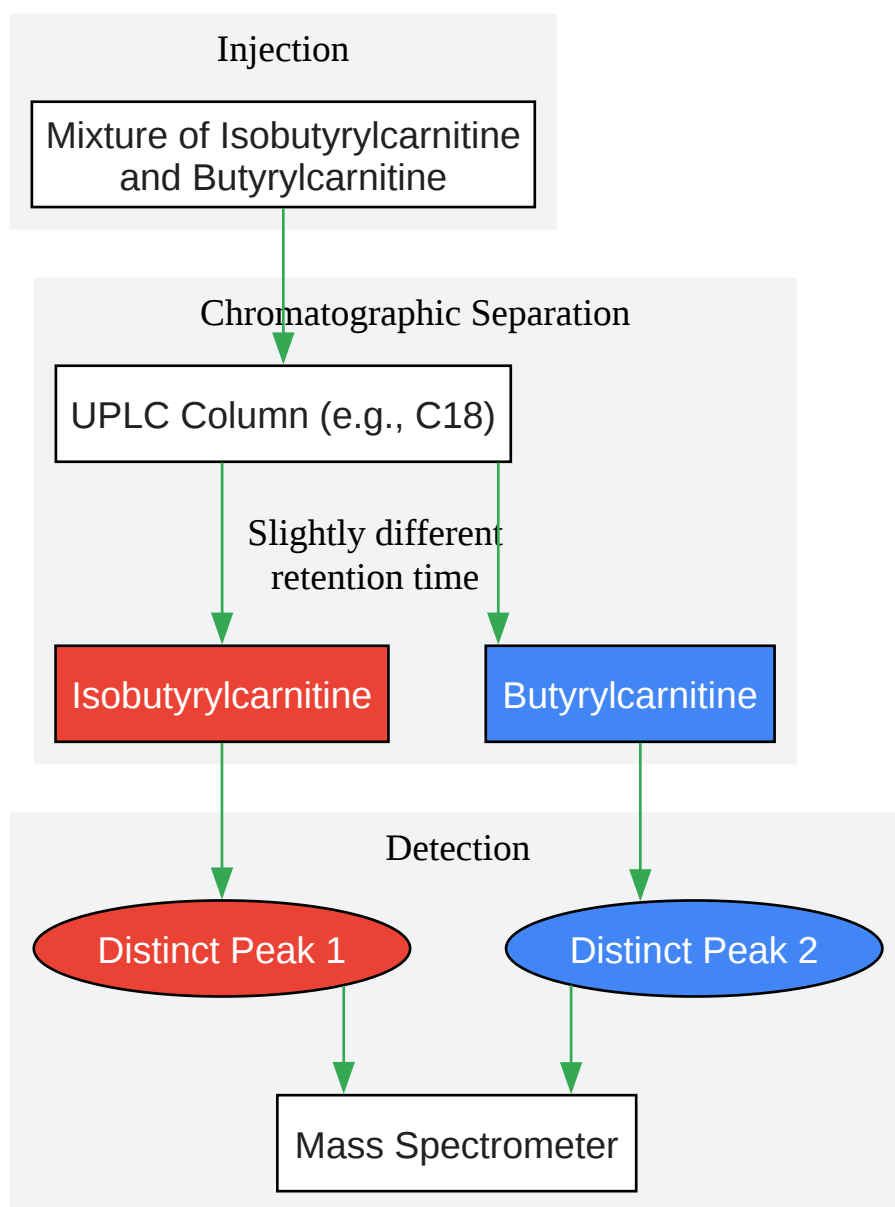 Injection
Mixture of Isobutyrylcarnitine
and Butyrylcarnitine
Chromatographic Separation
UPLC Column (e.g., C18)
Slightly different
retention time
Isobutyrylcarnitine
Butyrylcarnitine
Detection
Distinct Peak 1
Distinct Peak 2
Mass Spectrometer